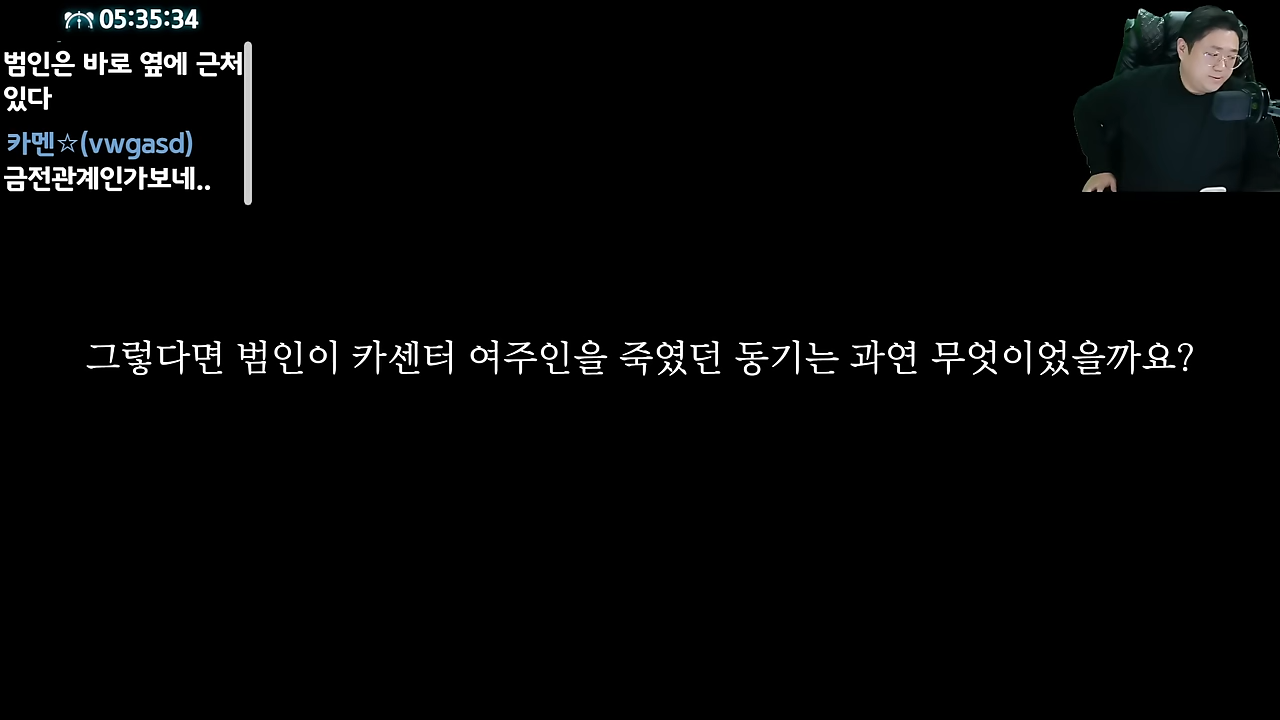 05:35:34
범인은 바로 옆에 근처
있다
카멘☆(vwgasd)
금전관계인가보네..
그렇다면 범인이 카센터 여주인을 죽였던 동기는 과연 무엇이었을까요?